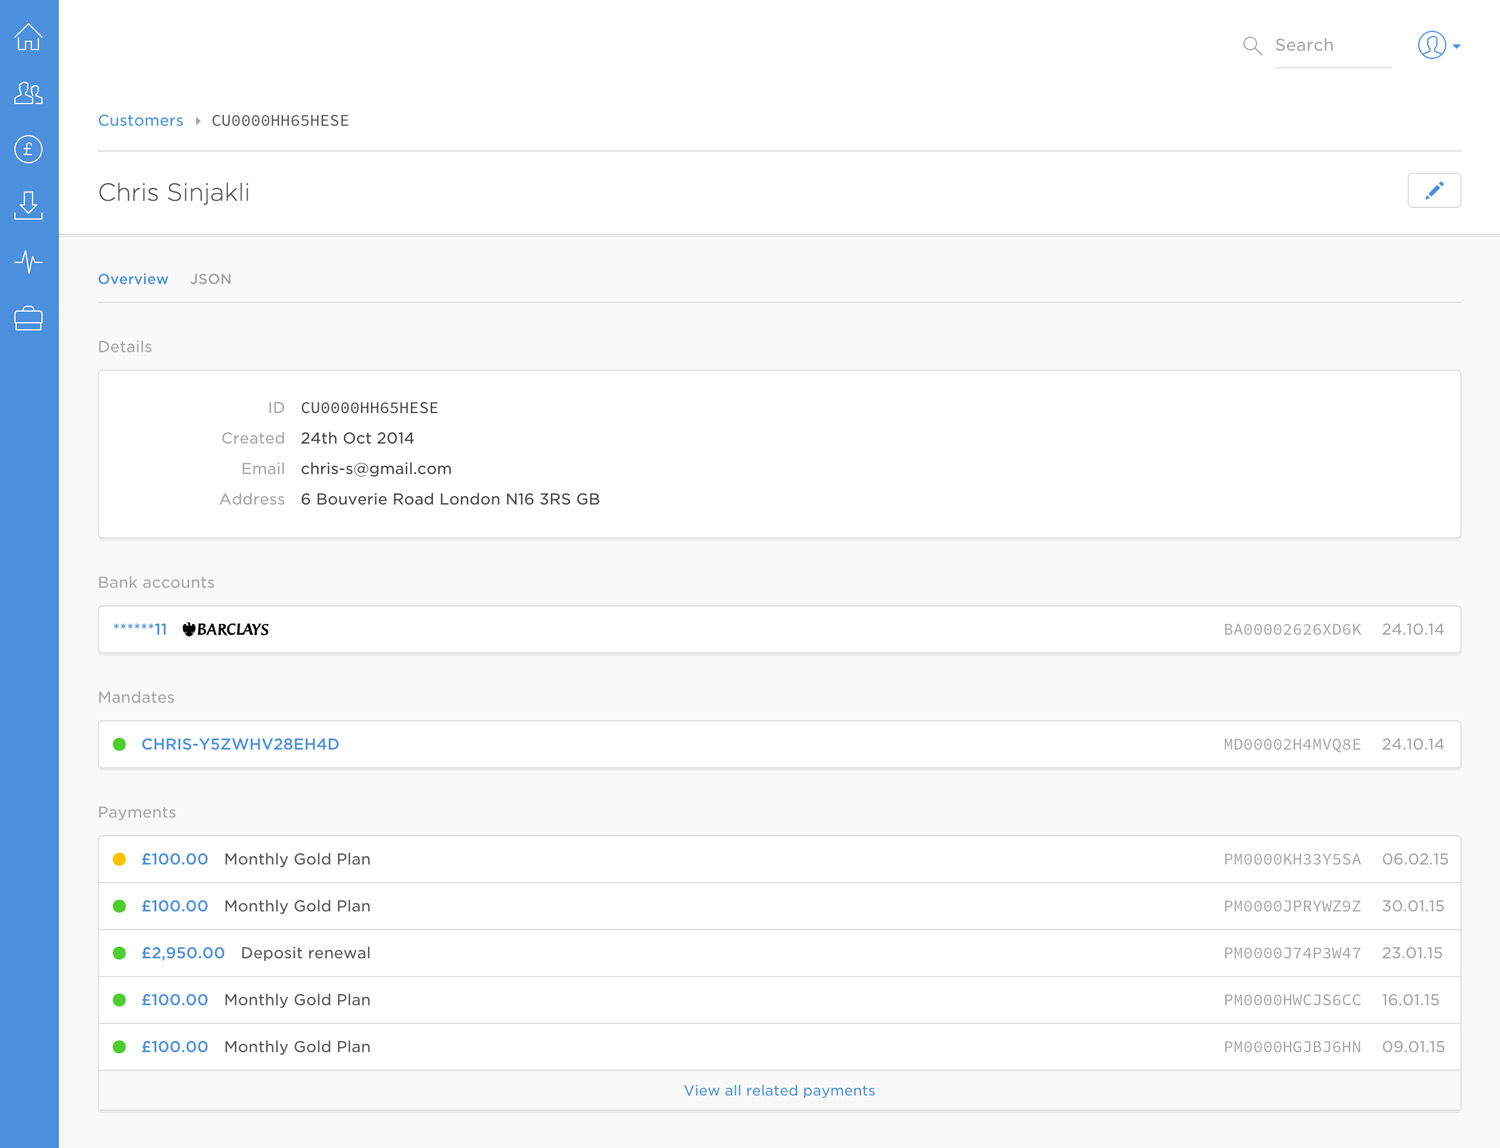 £
Search
Customers CU0000HH65HESE
Chris Sinjakli
Overview JSON
Details
ID CU0000HH65HESE
Created 24th Oct 2014
Email chris-s@gmail.com
Address 6 Bouverie Road London N16 3RS GB
Bank accounts
******11 BARCLAYS BA00002626XD6K 24.10.14
Mandates
CHRIS-Y5ZWHV28EH4D MD00002H4MVQ8E 24.10.14
Payments
£100.00 Monthly Gold Plan PM0000KH33Y5SA 06.02.15
£100.00 Monthly Gold Plan PM0000JPRYWZ9Z 30.01.15
£2,950.00 Deposit renewal PM0000J74P3W47 23.01.15
£100.00 Monthly Gold Plan PM0000HWCJS6CC 16.01.15
£100.00 Monthly Gold Plan PM0000HGJBJ6HN 09.01.15
View all related payments